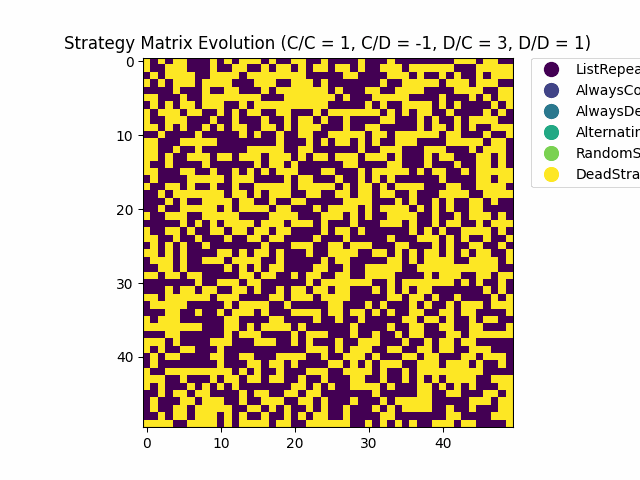 Strategy Matrix Evolution (C/C = 1, C/D = -1, D/C = 3, D/D = 1)
0
10
20
30
40
0
10
20
30
40
ListRepea
AlwaysCo
AlwaysDe
Alternatin
RandomS
DeadStra